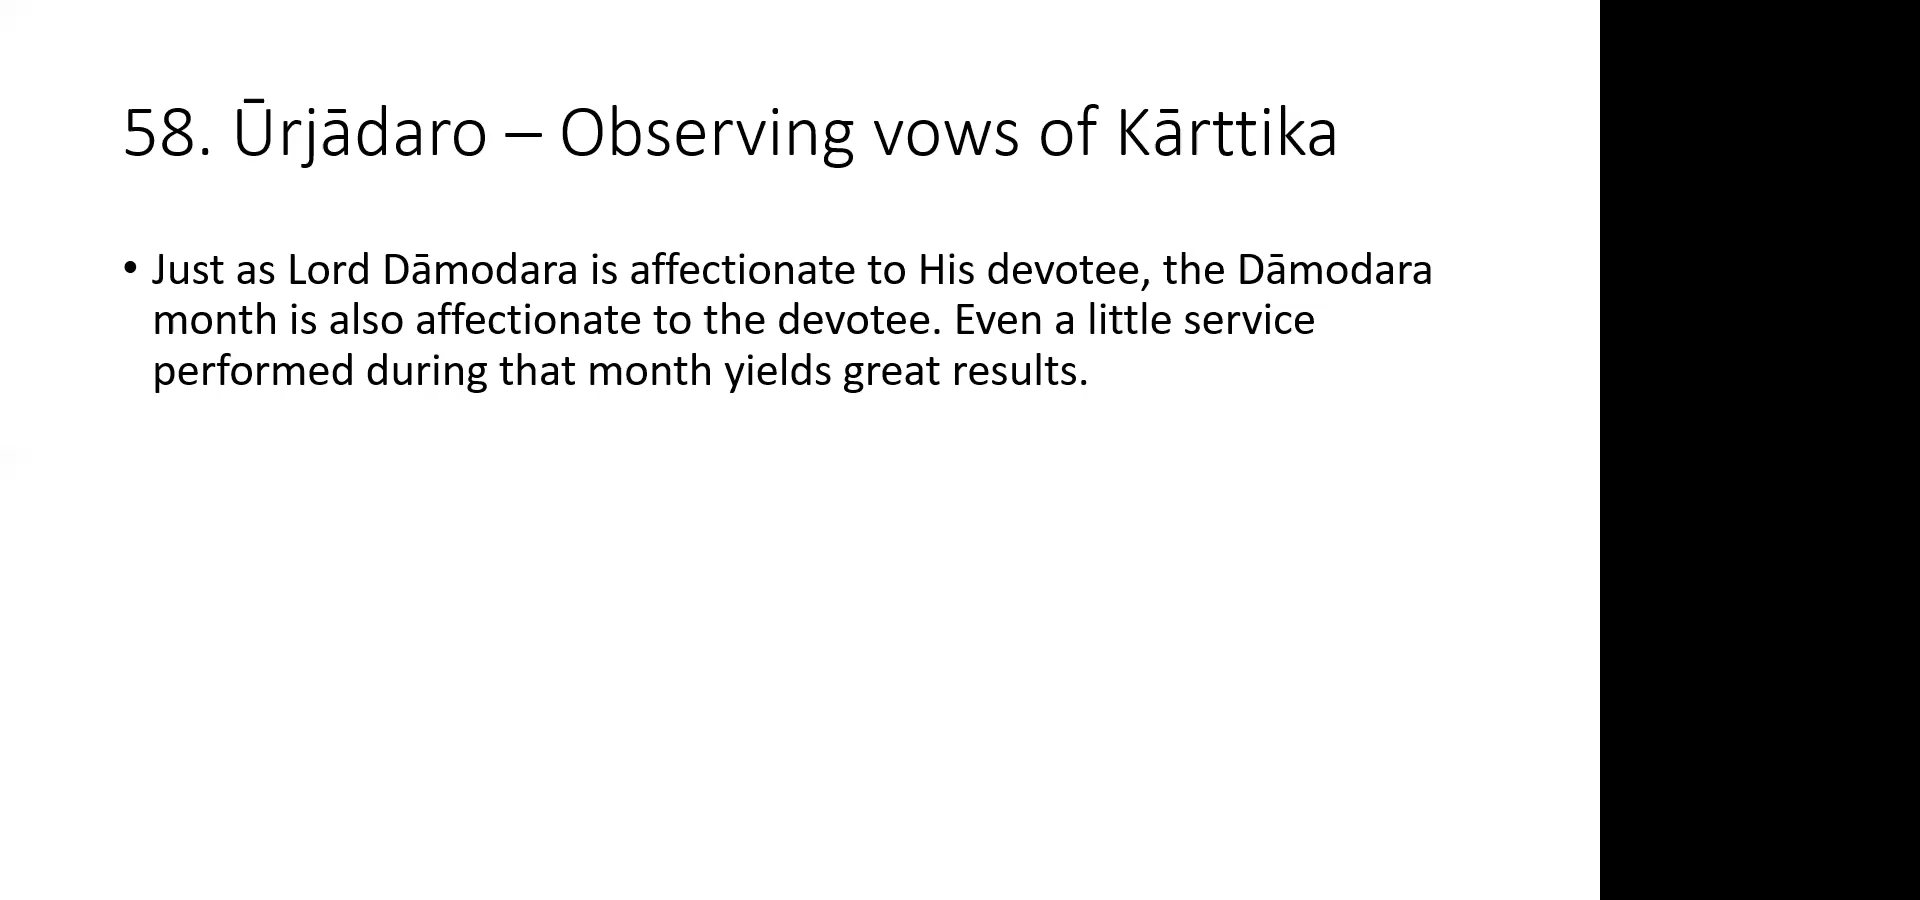 58. Ūrjādaro – Observing vows of Kārttika
• Just as Lord Dāmodara is affectionate to His devotee, the Dāmodara
month is also affectionate to the devotee. Even a little service
performed during that month yields great results.